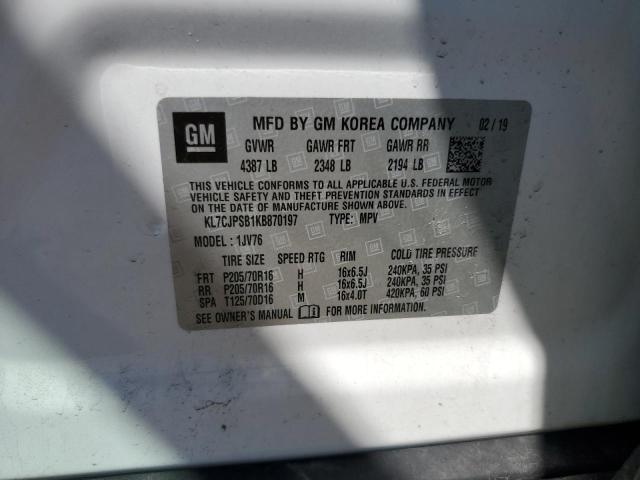 GM MFD BY GM KOREA COMPANY 02/19
GVWR GAWR FRT GAWR RR
4387 LB 2348 LB 2194 LB
THIS VEHICLE CONFORMS TO ALL APPLICABLE U.S. FEDERAL MOTOR
VEHICLE SAFETY AND THEFT PREVENTION STANDARDS IN EFFECT
ON THE DATE OF MANUFACTURE SHOWN ABOVE.
KL7CJPSB1KB870197 TYPE: MPV
MODEL: 1JV76
TIRE SIZE SPEED RTG RIM COLD TIRE PRESSURE
FRT P205/70R16 H 16x6.5J 240KPA, 35 PSI
RR P205/70R16 H 16x6.5J 240KPA, 35 PSI
SPA T125/70D16 M 16x4.0T 420KPA, 60 PSI
SEE OWNER'S MANUAL FOR MORE INFORMATION.